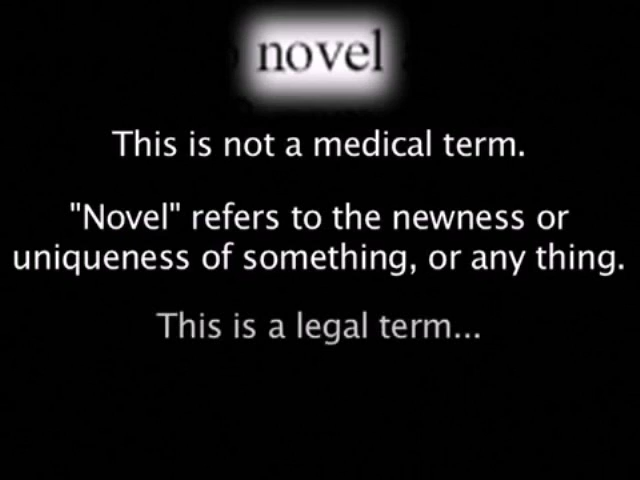 novel
This is not a medical term.
"Novel" refers to the newness or
uniqueness of something, or any thing.
This is a legal term...